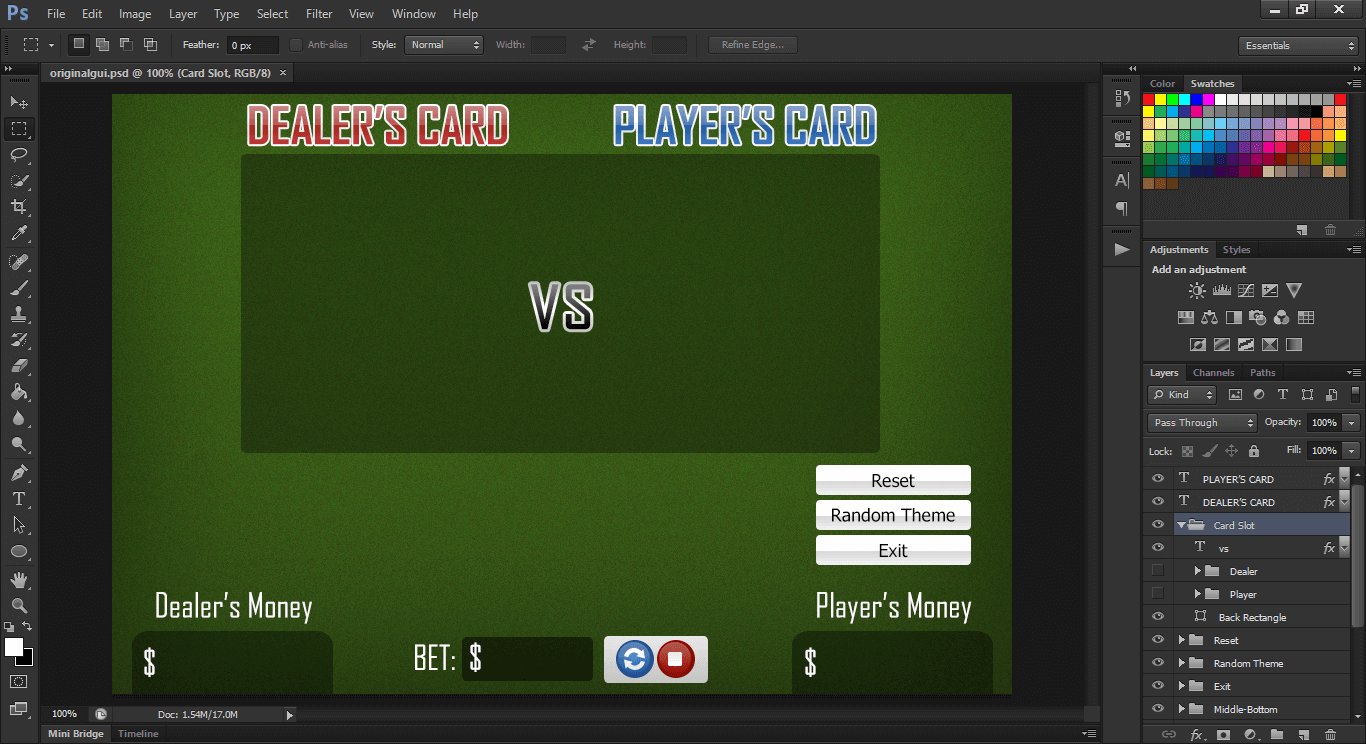 Ps File Edit Image Layer Type Select Filter View Window Help
Feather: 0 px Anti-alias Style: Normal Width: Height: Refine Edge... Essentials
originalgui.psd @ 100% (Card Slot, RGB/8) ×
DEALER'S CARD PLAYER'S CARD
VS
Reset
Random Theme
Exit
Dealer's Money Player's Money
$ BET: $ $
100% Doc: 1.54M/17.0M
Mini Bridge Timeline
Color Swatches
Adjustments Styles
Add an adjustment
Layers Channels Paths
Kind
Pass Through Opacity: 100%
Lock: Fill: 100%
T PLAYER'S CARD fx
T DEALER'S CARD fx
Card Slot
T vs fx
Dealer
Player
Back Rectangle
Reset
Random Theme
Exit
Middle-Bottom
fx